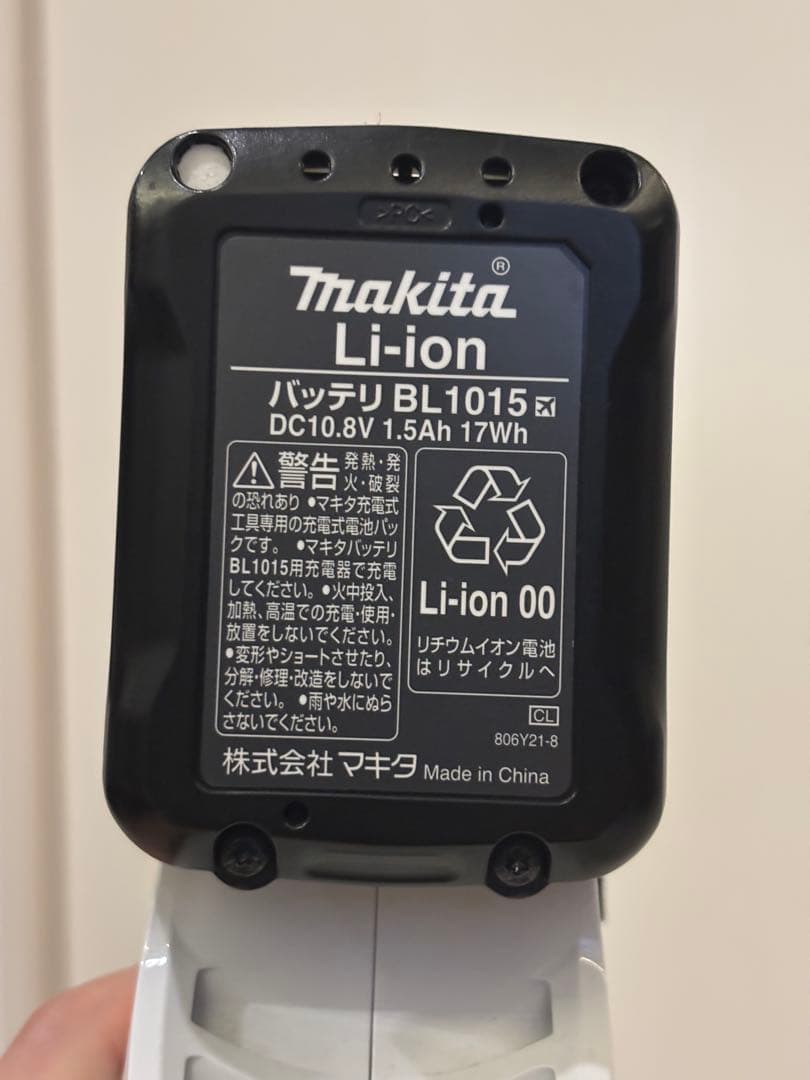 >PC<
makita®
Li-ion
バッテリ BL1015
DC10.8V 1.5Ah 17Wh
警告 発熱・発
火・破裂
の恐れあり ●マキタ充電式
工具専用の充電式電池パッ
クです。 ●マキタバッテリ
BL1015用充電器で充電
してください。●火中投入、
加熱、高温での充電・使用・
放置をしないでください。
●変形やショートさせたり、
分解・修理・改造をしないで
ください。 ●雨や水にぬら
さないでください。
Li-ion 00
リチウムイオン電池
はリサイクルへ
CL
806Y21-8
株式会社 マキタ Made in China